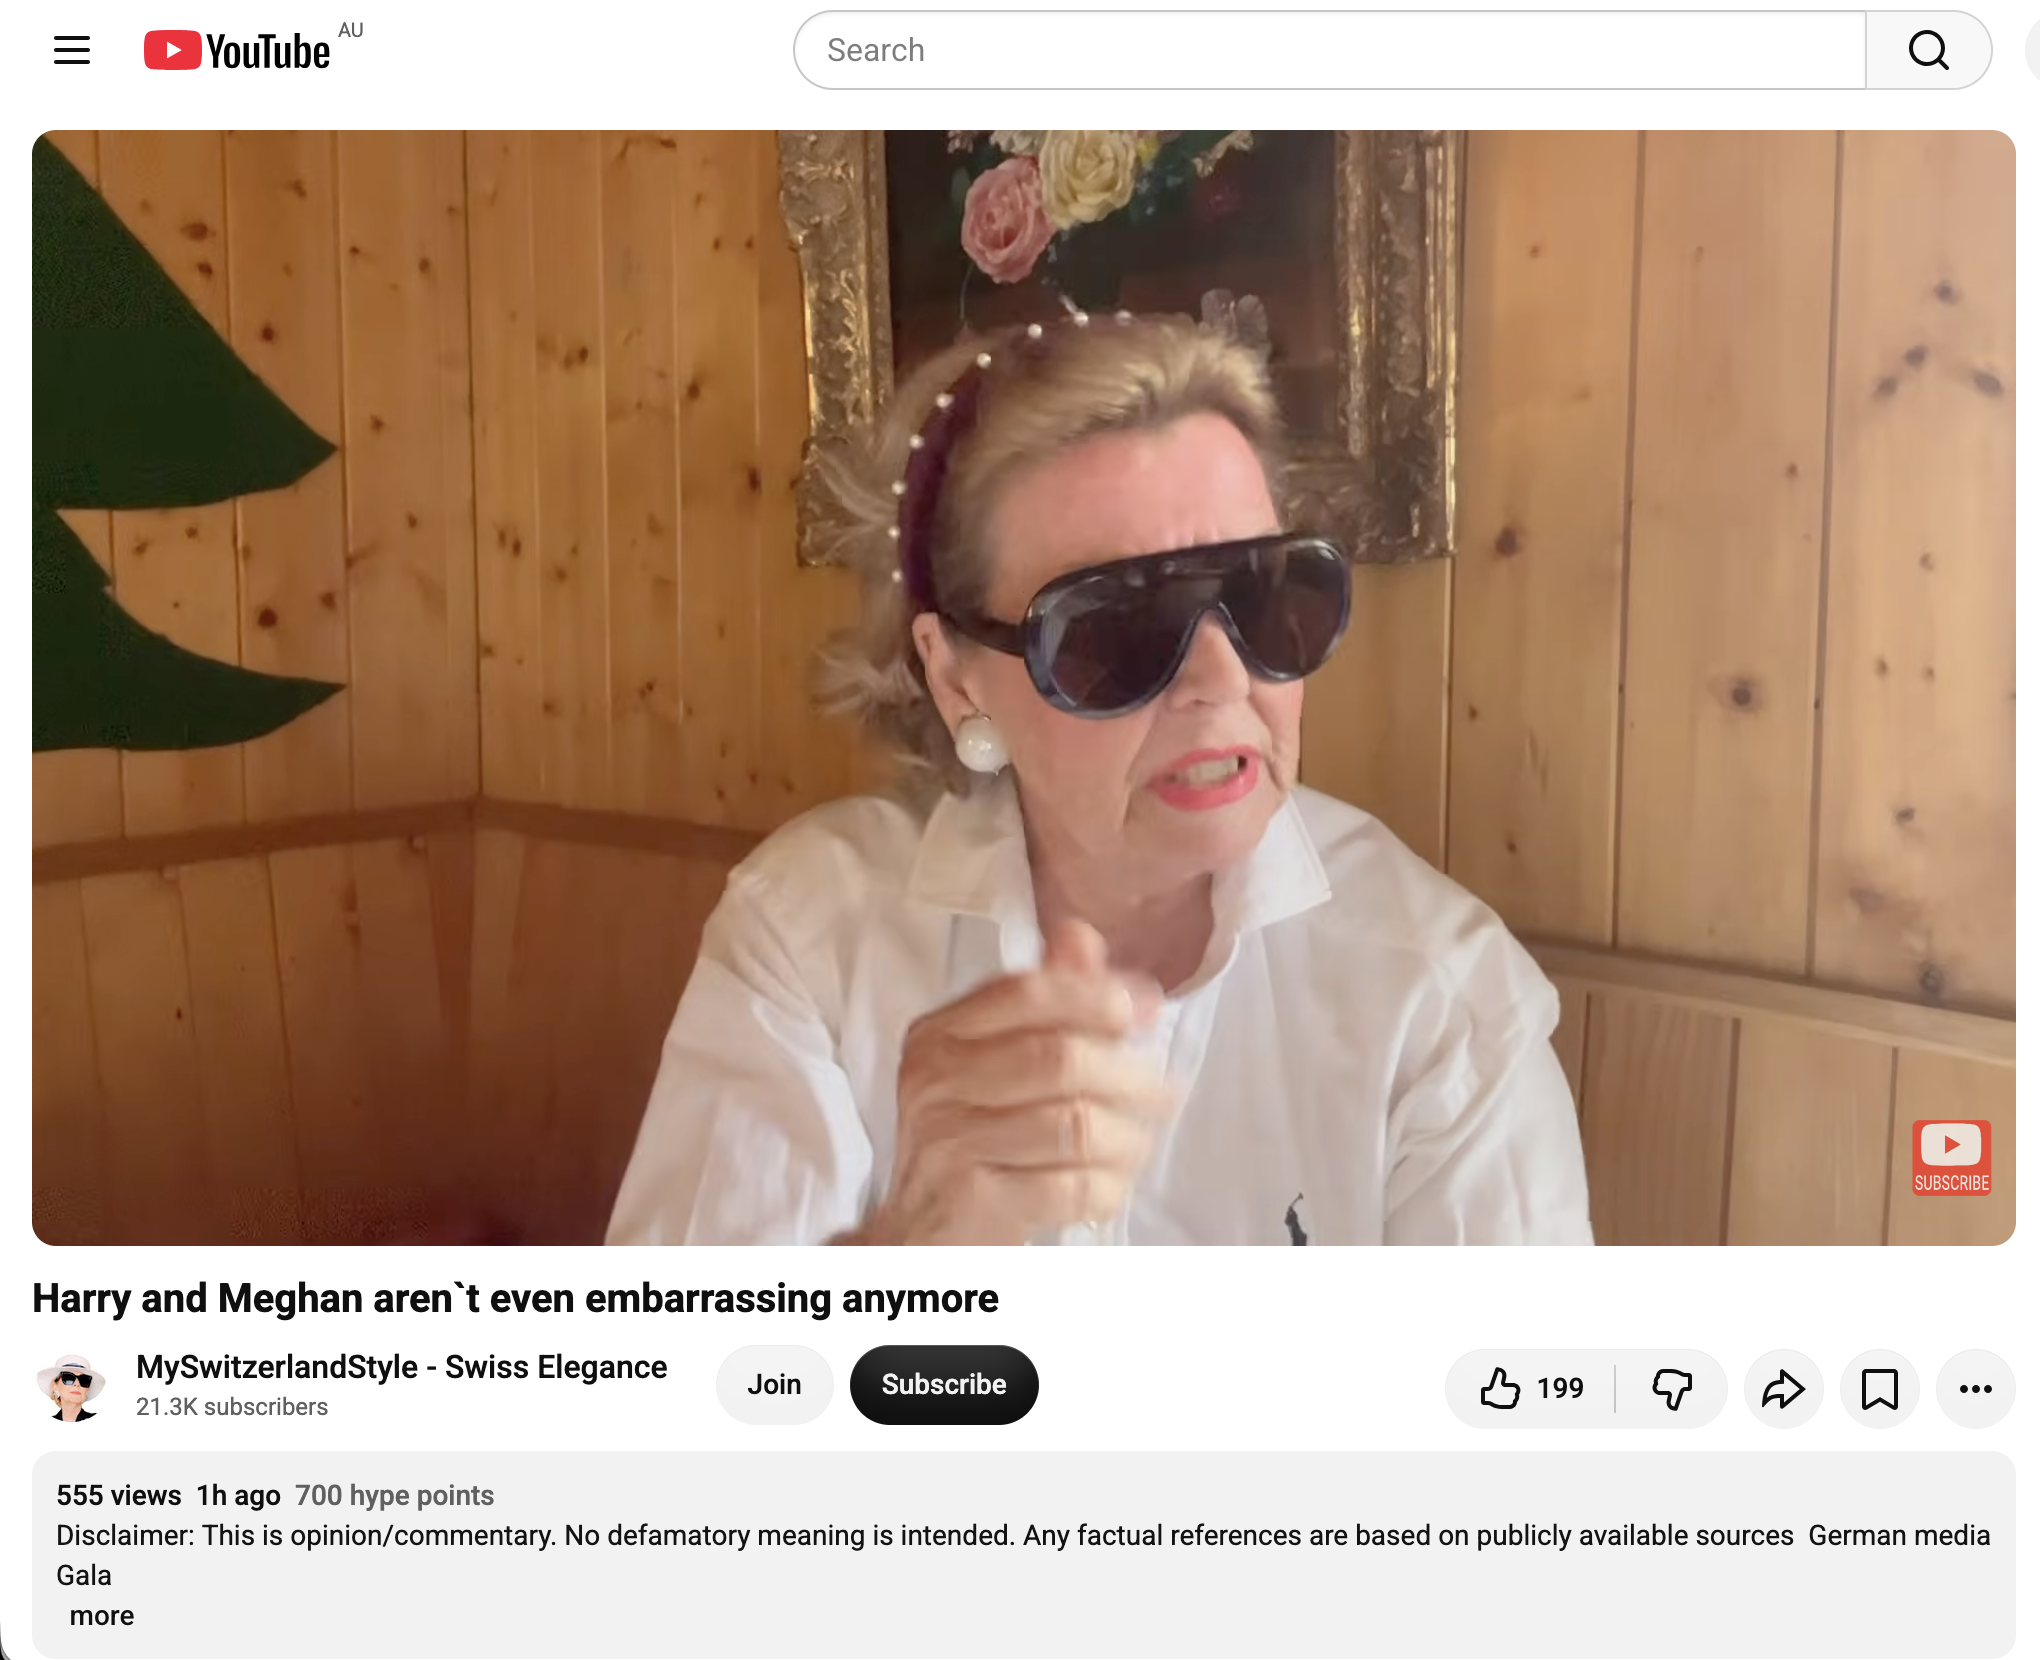 YouTube AU
Search
SUBSCRIBE
Harry and Meghan aren`t even embarrassing anymore
MySwitzerlandStyle - Swiss Elegance
21.3K subscribers
Join
Subscribe
199
555 views 1h ago 700 hype points
Disclaimer: This is opinion/commentary. No defamatory meaning is intended. Any factual references are based on publicly available sources German media
Gala
more